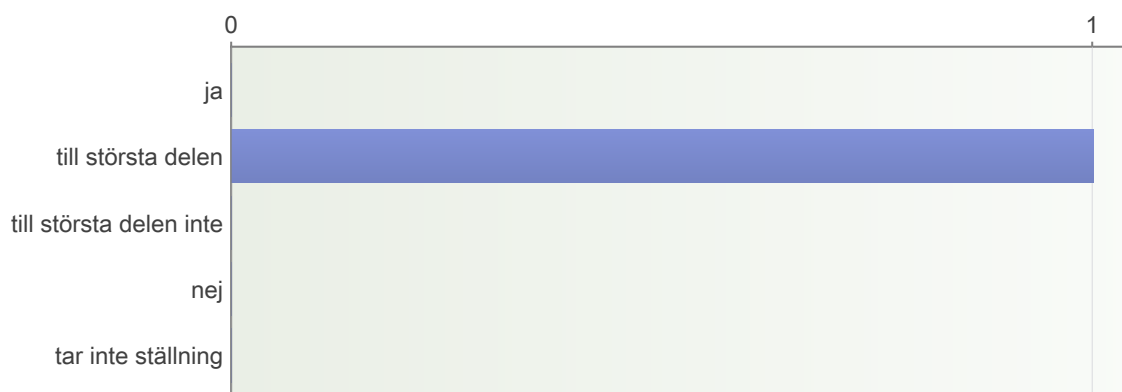 0 1
ja
till största delen
till största delen inte
nej
tar inte ställning